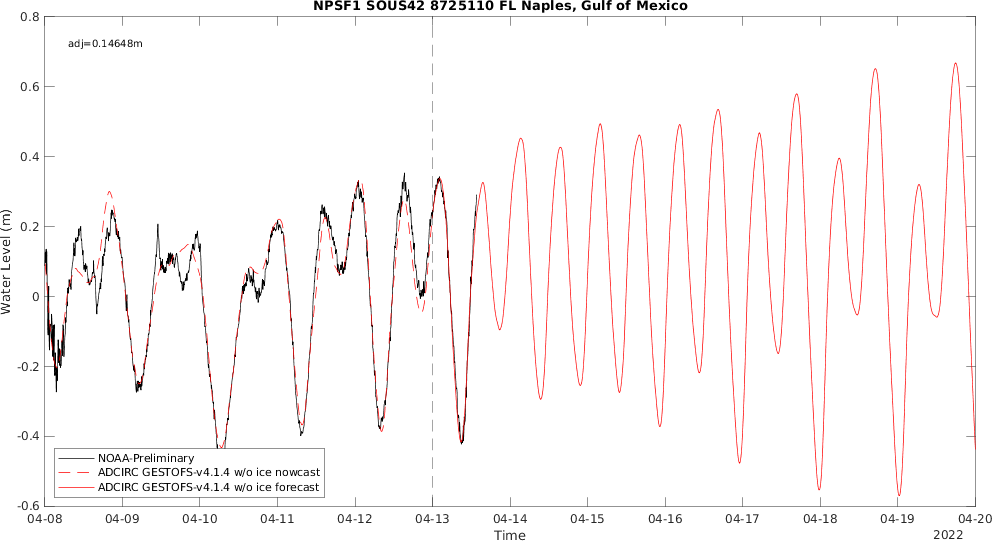 NPSF1 SOUS42 8725110 FL Naples, Gulf of Mexico
adj=0.14648m
0.8
0.6
0.4
0.2
0
-0.2
-0.4
-0.6
Water Level (m)
NOAA-Preliminary
ADCIRC GESTOFS-v4.1.4 w/o ice nowcast
ADCIRC GESTOFS-v4.1.4 w/o ice forecast
04-08 04-09 04-10 04-11 04-12 04-13 04-14 04-15 04-16 04-17 04-18 04-19 04-20
Time
2022